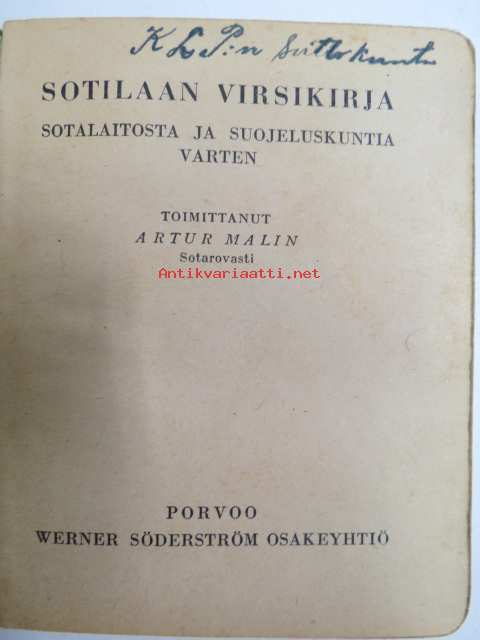 K L P:n
SOTILAAN VIRSIKIRJA
SOTALAITOSTA JA SUOJELUSKUNTIA
VARTEN
TOIMITTANUT
ARTUR MALIN
Sotarovasti
Antikvariaatti.net
PORVOO
WERNER SÖDERSTRÖM OSAKEYHTIÖ